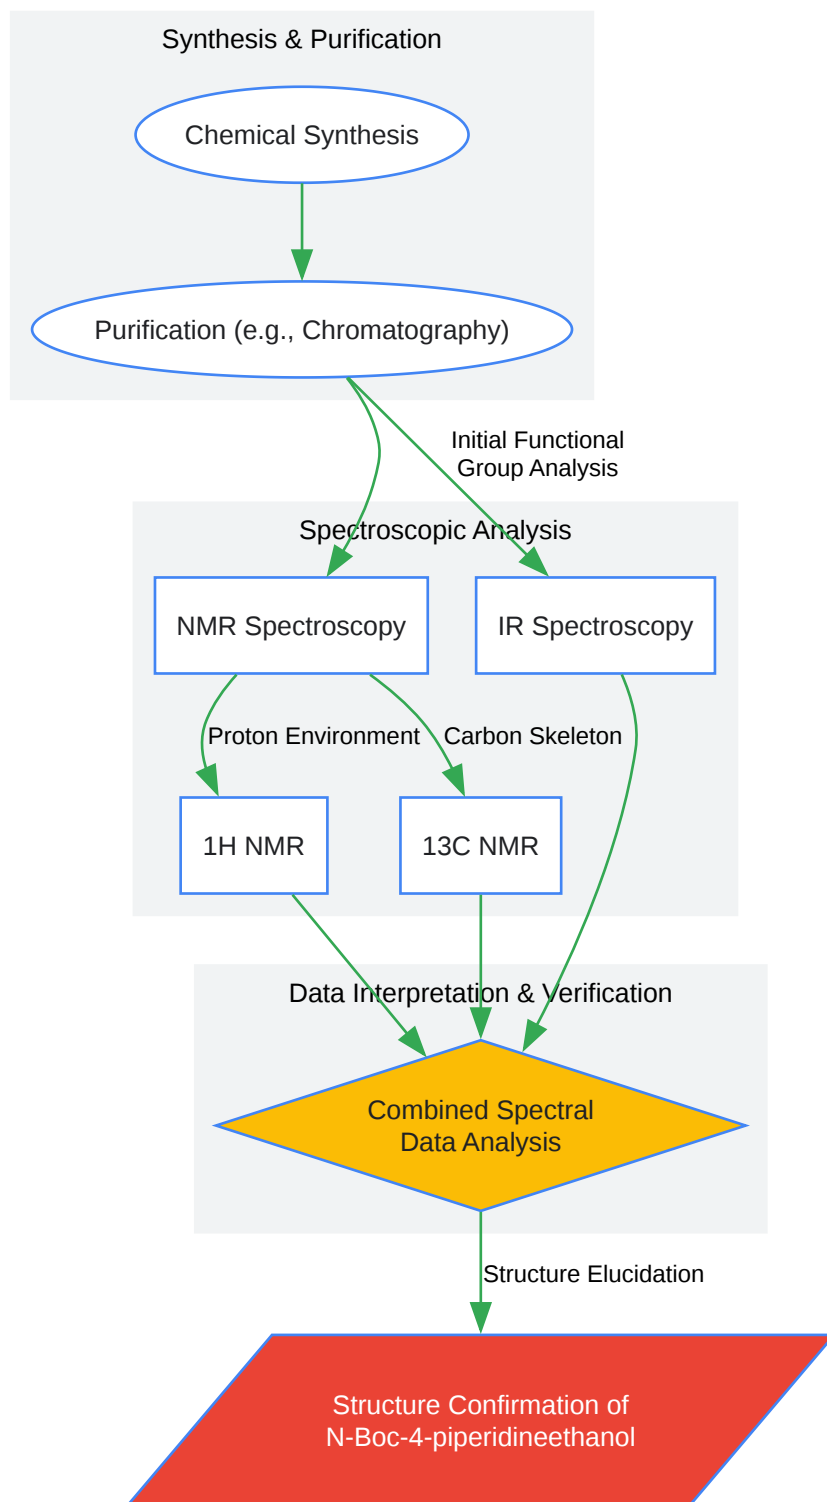 Synthesis & Purification
Chemical Synthesis
Purification (e.g., Chromatography)
Initial Functional
Group Analysis
Spectroscopic Analysis
NMR Spectroscopy
IR Spectroscopy
Proton Environment
Carbon Skeleton
1H NMR
13C NMR
Data Interpretation & Verification
Combined Spectral
Data Analysis
Structure Elucidation
Structure Confirmation of
N-Boc-4-piperidineethanol